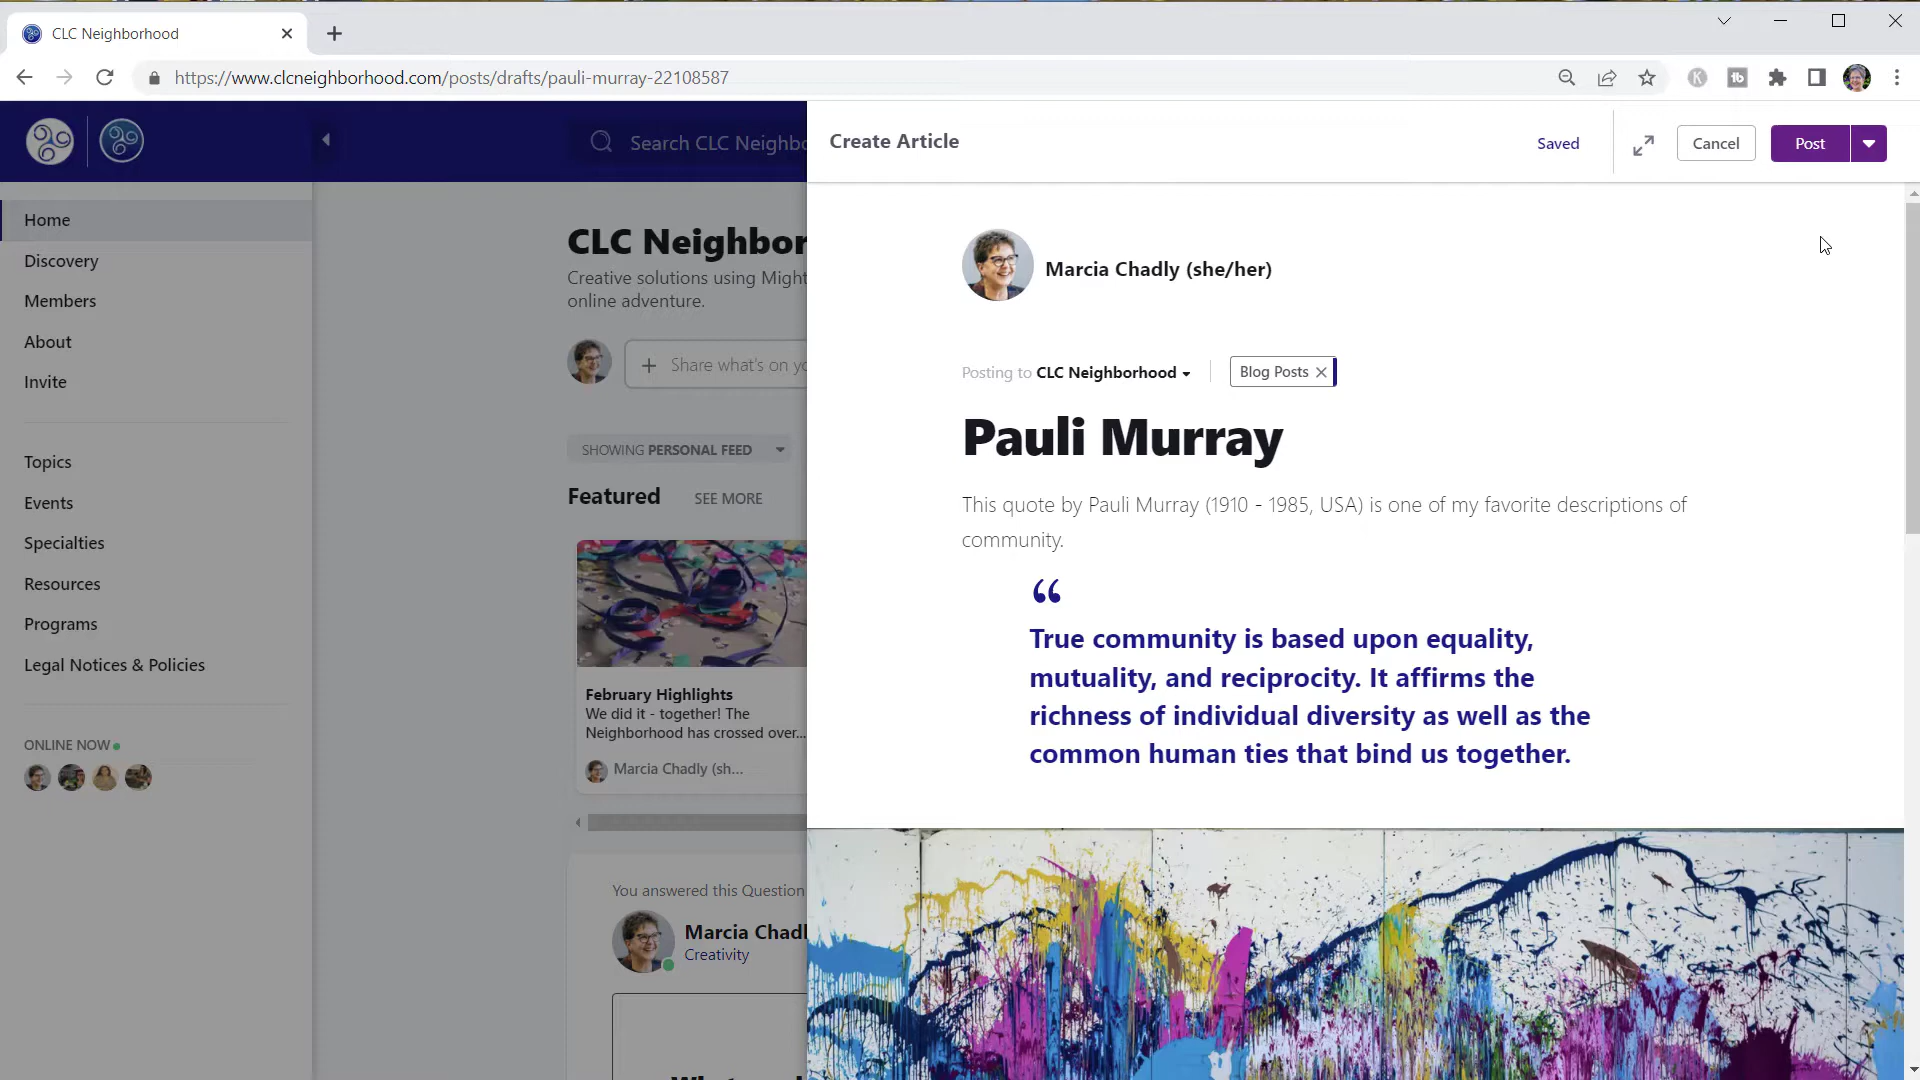 CLC Neighborhood
https://www.clcneighborhood.com/posts/drafts/pauli-murray-22108587
Search CLC Neighbo
Create Article
Saved
Cancel
Post
Home
Discovery
Members
About
Invite
Topics
Events
Specialties
Resources
Programs
Legal Notices & Policies
ONLINE NOW
CLC Neighbor
Creative solutions using Might
online adventure.
Share what's on yo
SHOWING PERSONAL FEED
Featured SEE MORE
February Highlights
We did it - together! The
Neighborhood has crossed over...
Marcia Chadly (sh...
You answered this Question
Marcia Chadl
Creativity
Marcia Chadly (she/her)
Posting to CLC Neighborhood
Blog Posts
Pauli Murray
This quote by Pauli Murray (1910 - 1985, USA) is one of my favorite descriptions of
community.
“
True community is based upon equality,
mutuality, and reciprocity. It affirms the
richness of individual diversity as well as the
common human ties that bind us together.